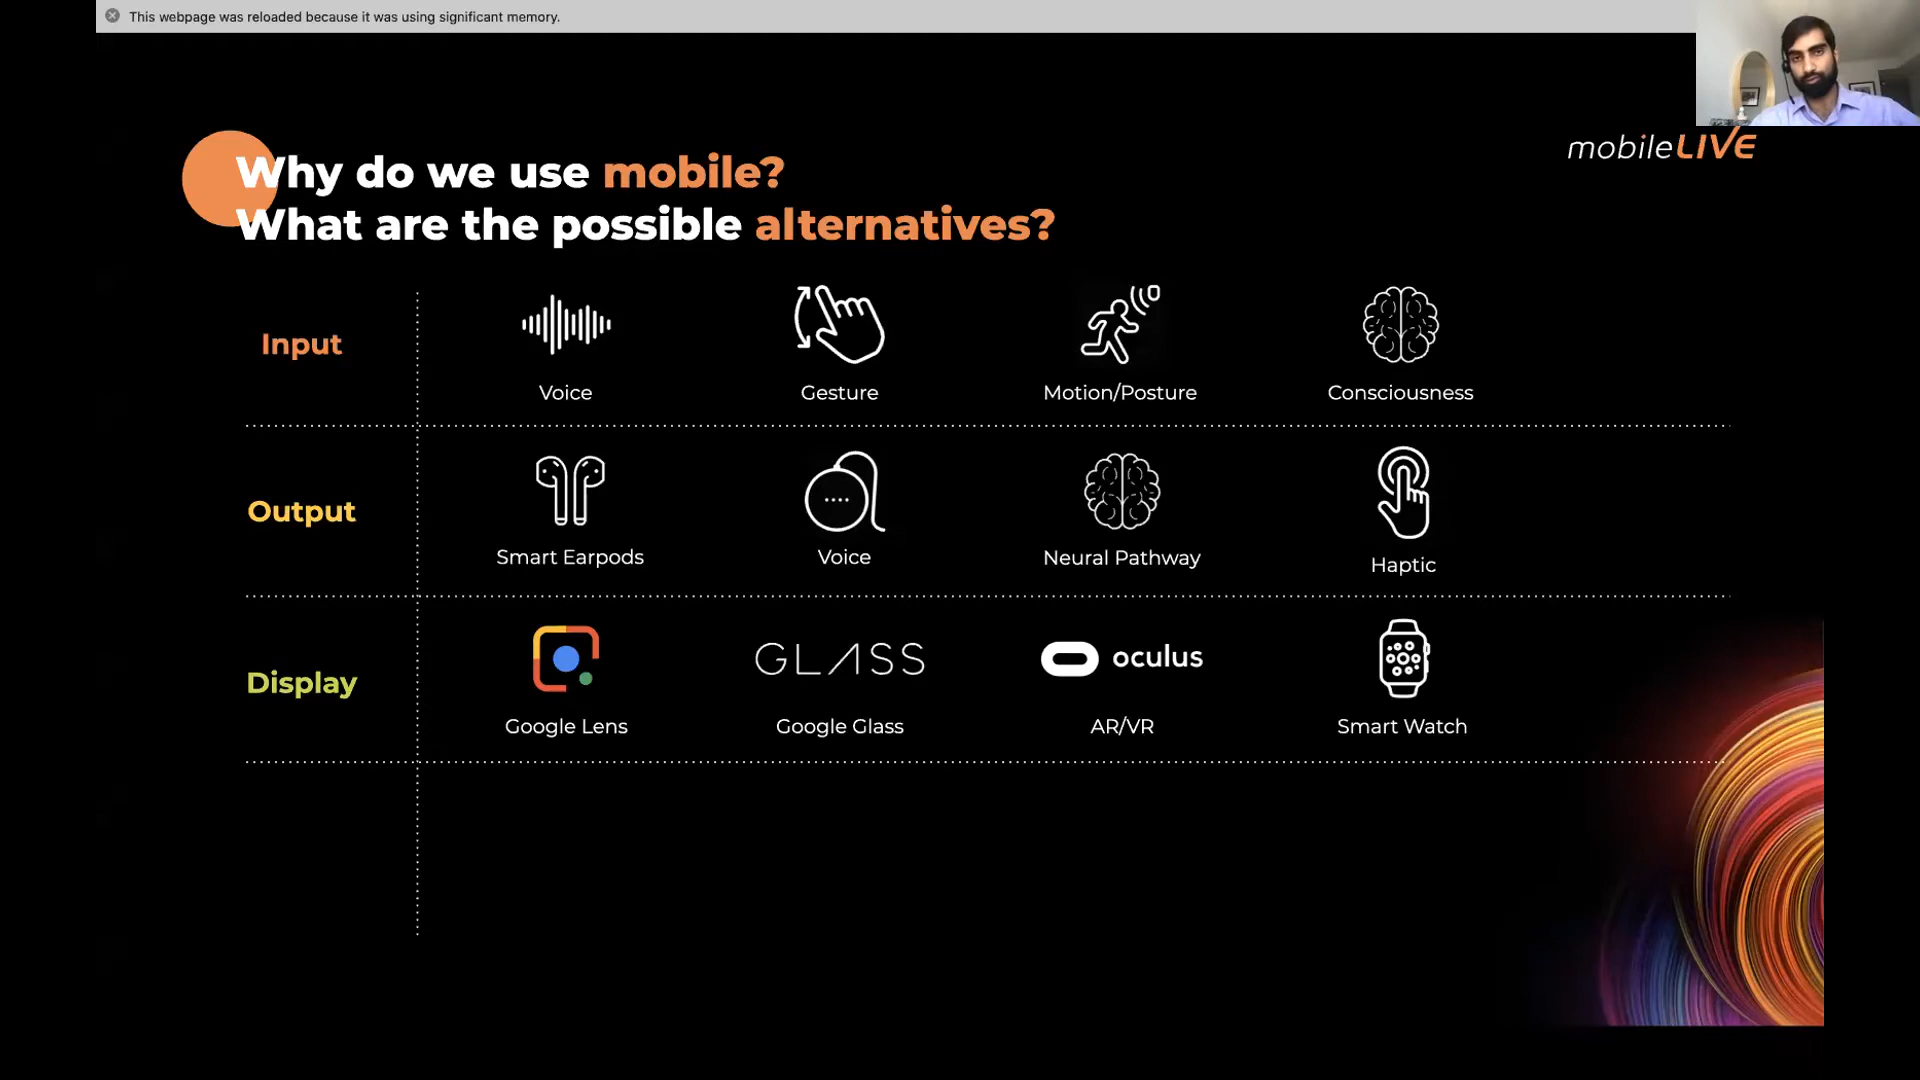 This webpage was reloaded because it was using significant memory.
mobileLIVE
Why do we use mobile?
What are the possible alternatives?
Input
Voice
Gesture
Motion/Posture
Consciousness
Output
Smart Earpods
Voice
Neural Pathway
Haptic
Display
GLASS
oculus
Google Lens
Google Glass
AR/VR
Smart Watch